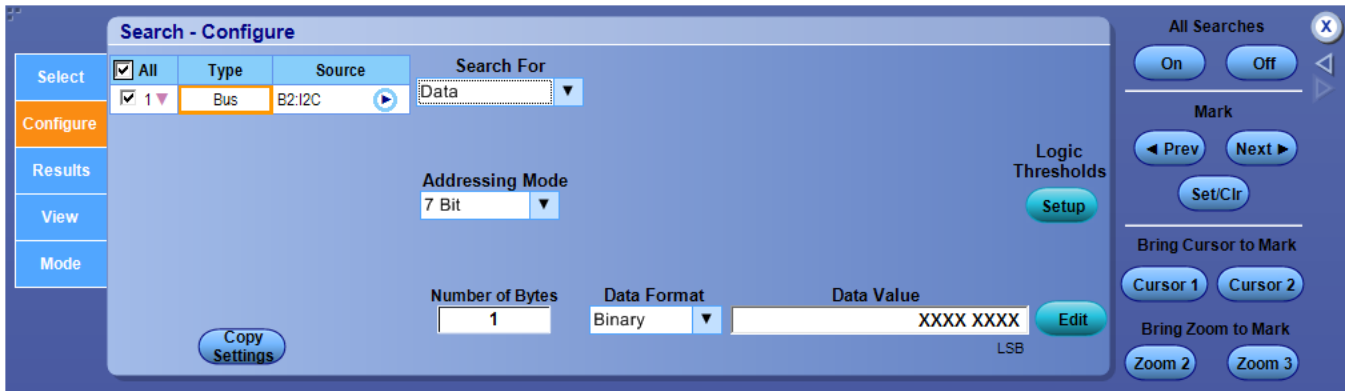 Search - Configure
Select
Configure
Results
View
Mode
All Type Source
1 Bus B2:I2C
Search For
Data
Addressing Mode
7 Bit
Logic
Thresholds
Setup
Number of Bytes
1
Data Format
Binary
Data Value
XXXX XXXX
LSB
Edit
Copy
Settings
All Searches
X
On Off
Mark
◄ Prev Next ►
Set/Clr
Bring Cursor to Mark
Cursor 1 Cursor 2
Bring Zoom to Mark
Zoom 2 Zoom 3